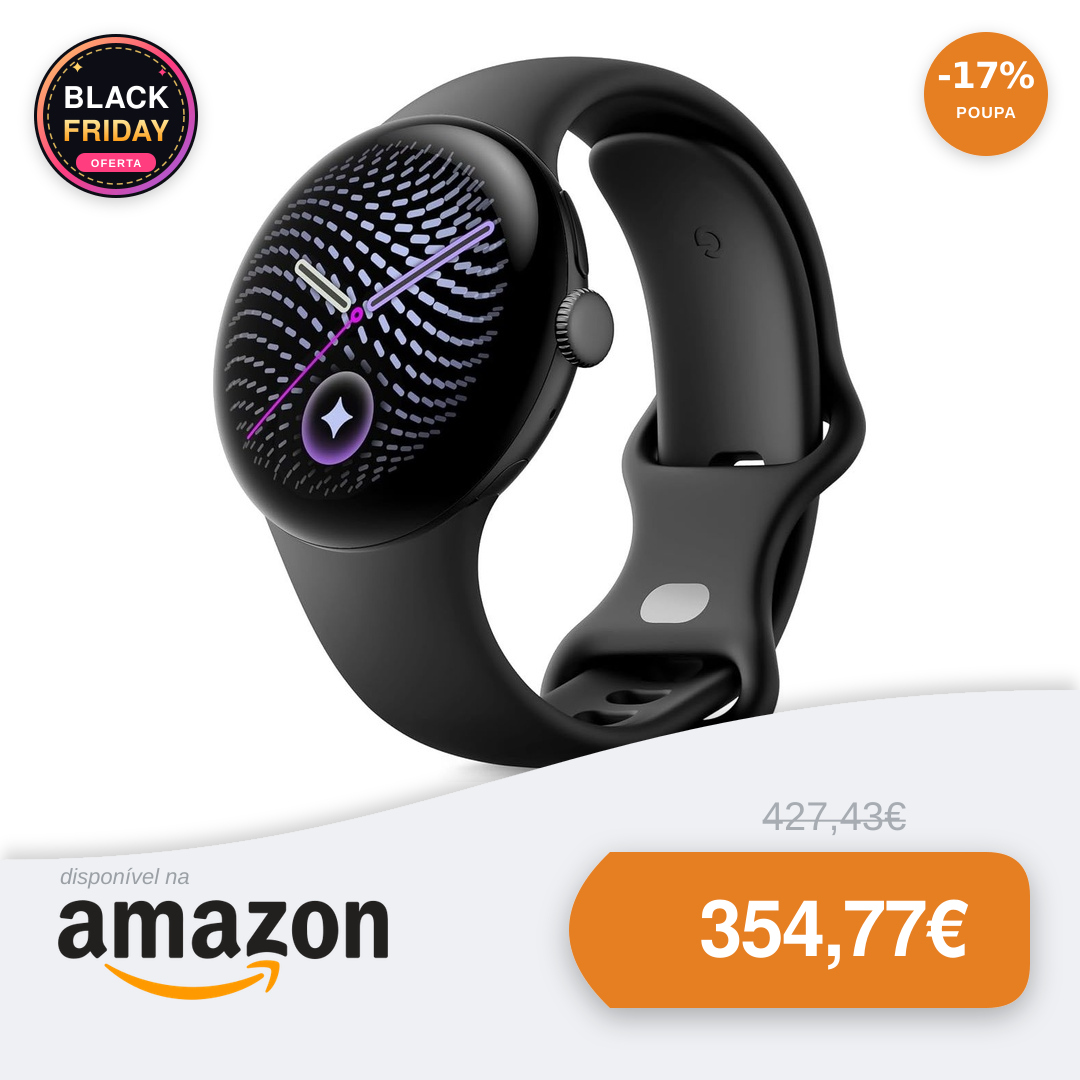 BLACK
FRIDAY
OFERTA
-17%
POUPA
427,43€
disponível na
amazon
354,77€